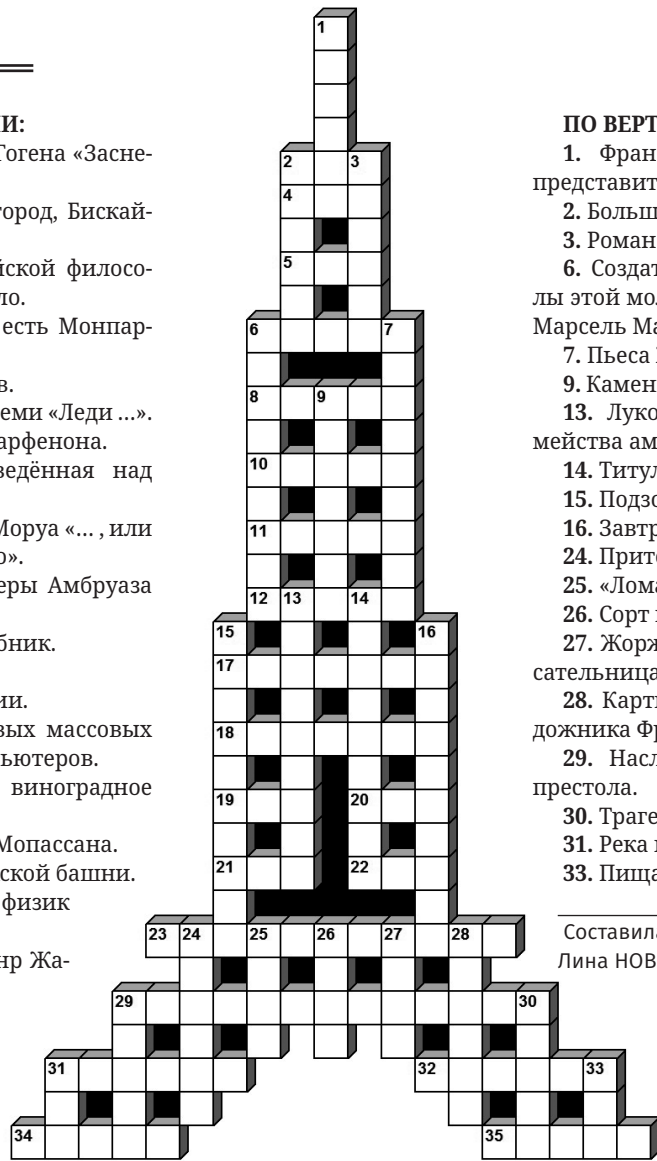 И:
Гогена «Засне-
город, Бискай-
йской филосо-
ло.
есть Монпар-
в.
еми «Леди ...».
арфенона.
ведённая над
Моруа «... , или
о».
еры Амбруаза
бник.
ии.
вых массовых
ьютеров.
виноградное
Мопассана.
ской башни.
физик
нр Жа-
1
2 3
4
5
6 7
8 9
10
11
12 13 14
15 16
17
18
19 20
21 22
23 24 25 26 27 28
29 30
31 32 33
34 35
ПО ВЕРТ
1. Фран
представит
2. Больш
3. Роман
6. Создат
лы этой мо
Марсель Ма
7. Пьеса
9. Камен
13. Луко
мейства ам
14. Титул
15. Подзо
16. Завтр
24. Прито
25. «Лома
26. Сорт
27. Жорж
сательница
28. Карти
дожника Фр
29. Насл
престола.
30. Траге
31. Река
33. Пища
Составила
Лина НОВ